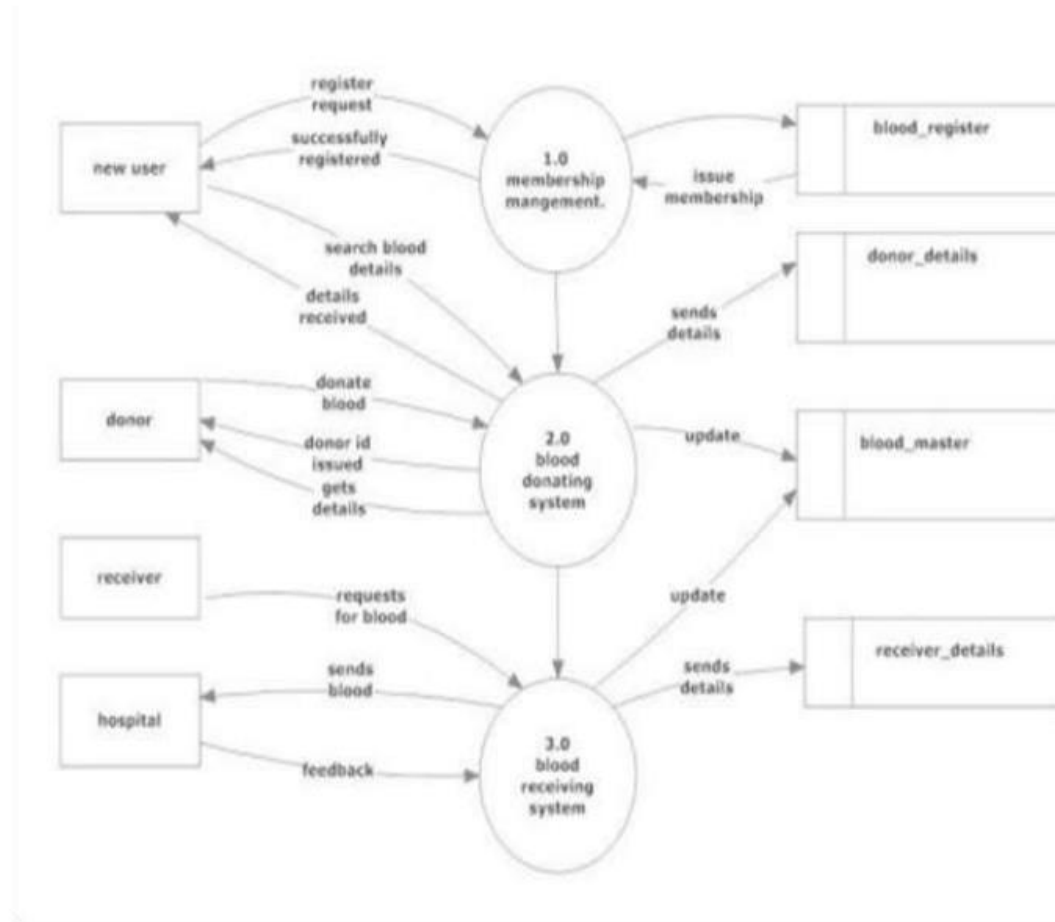 register
request
successfully
registered
new user
1.0
membership
mangement.
blood_register
issue
membership
search blood
details
details
received
donor_details
sends
details
donate
blood
donor
donor id
issued
gets
details
2.0
blood
donating
system
update
blood_master
receiver
requests
for blood
update
sends
blood
hospital
feedback
3.0
blood
receiving
system
sends
details
receiver_details